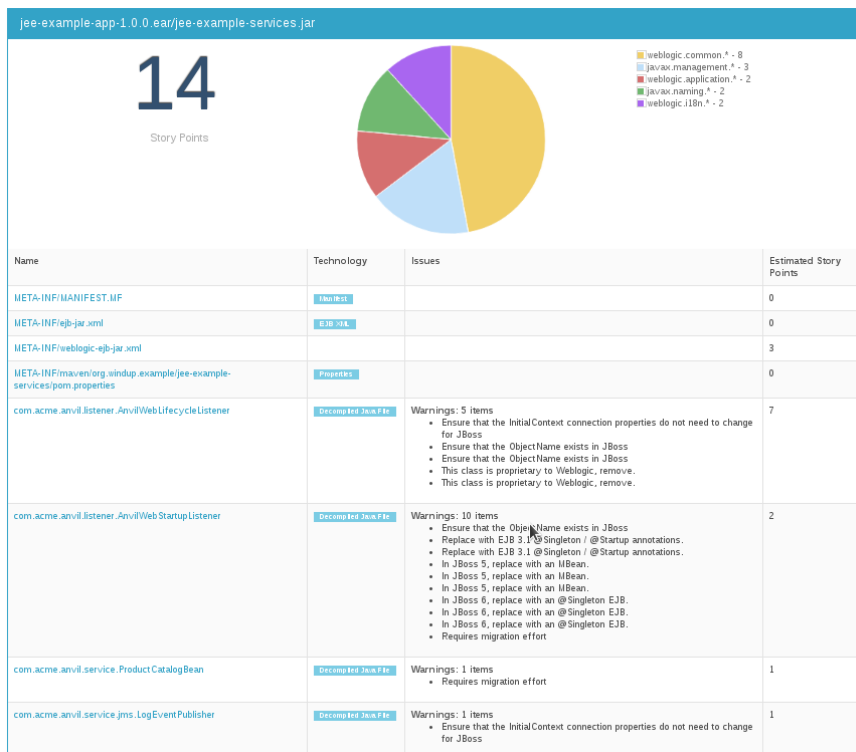 jee-example-app-1.0.0.ear/jee-example-services.jar
14
Story Points
weblogic.common.* - 8
javax.management.* - 3
weblogic.application.* - 2
javax.naming.* - 2
weblogic.i18n.* - 2
Name Technology Issues Estimated Story
Points
META-INF/MANIFEST.MF Manifest 0
META-INF/ejb-jar.xml EJB XML 0
META-INF/weblogic-ejb-jar.xml 3
META-INF/maven/org.windup.example/jee-example- Properties 0
services/pom.properties
com.acme.anvil.listener.AnvilWebLifecycleListener Decompiled Java File Warnings: 5 items 7
• Ensure that the InitialContext connection properties do not need to change
for JBoss
• Ensure that the ObjectName exists in JBoss
• Ensure that the ObjectName exists in JBoss
• This class is proprietary to Weblogic, remove.
• This class is proprietary to Weblogic, remove.
com.acme.anvil.listener.AnvilWebStartupListener Decompiled Java File Warnings: 10 items 2
• Ensure that the ObjectName exists in JBoss
• Replace with EJB 3.1 @Singleton / @Startup annotations.
• Replace with EJB 3.1 @Singleton / @Startup annotations.
• In JBoss 5, replace with an MBean.
• In JBoss 5, replace with an MBean.
• In JBoss 5, replace with an MBean.
• In JBoss 6, replace with an @Singleton EJB.
• In JBoss 6, replace with an @Singleton EJB.
• In JBoss 6, replace with an @Singleton EJB.
• Requires migration effort
com.acme.anvil.service.ProductCatalogBean Decompiled Java File Warnings: 1 items 1
• Requires migration effort
com.acme.anvil.service.jms.LogEventPublisher Decompiled Java File Warnings: 1 items 1
• Ensure that the InitialContext connection properties do not need to change
for JBoss